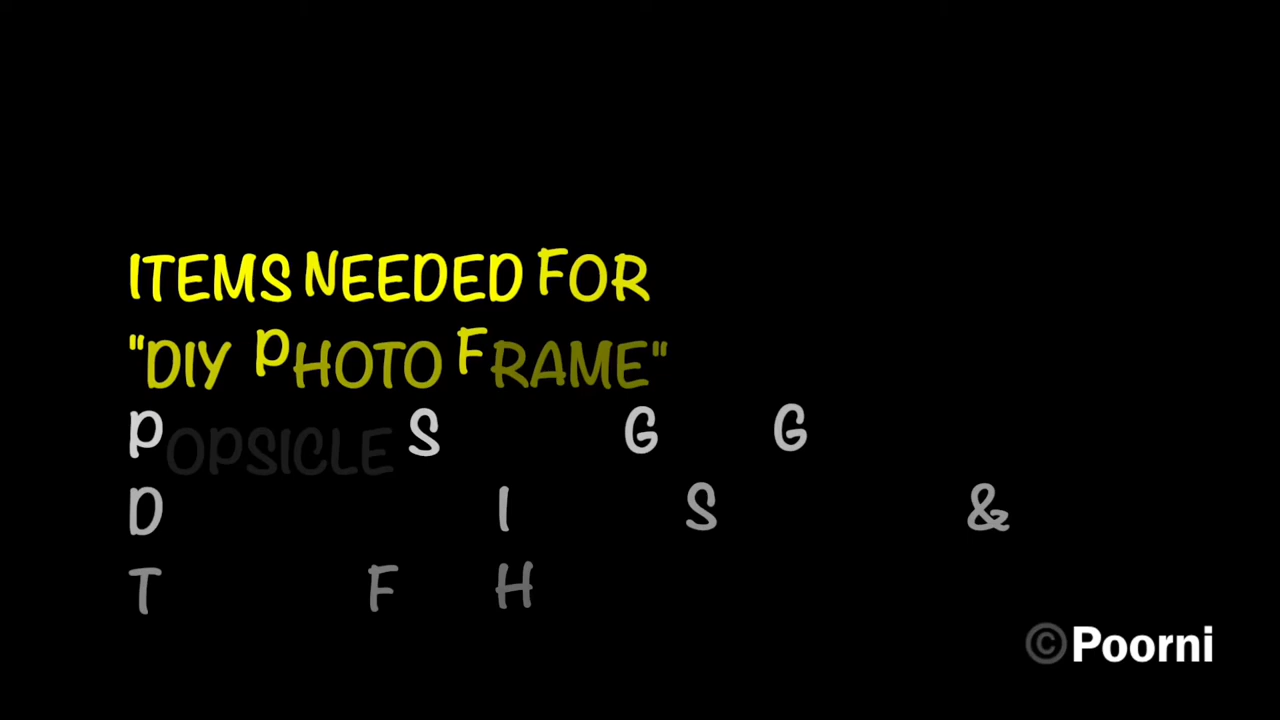 ITEMS NEEDED FOR
"DIY PHOTO FRAME"
POPSICLE S G G
D I S &
T F H
©Poorni